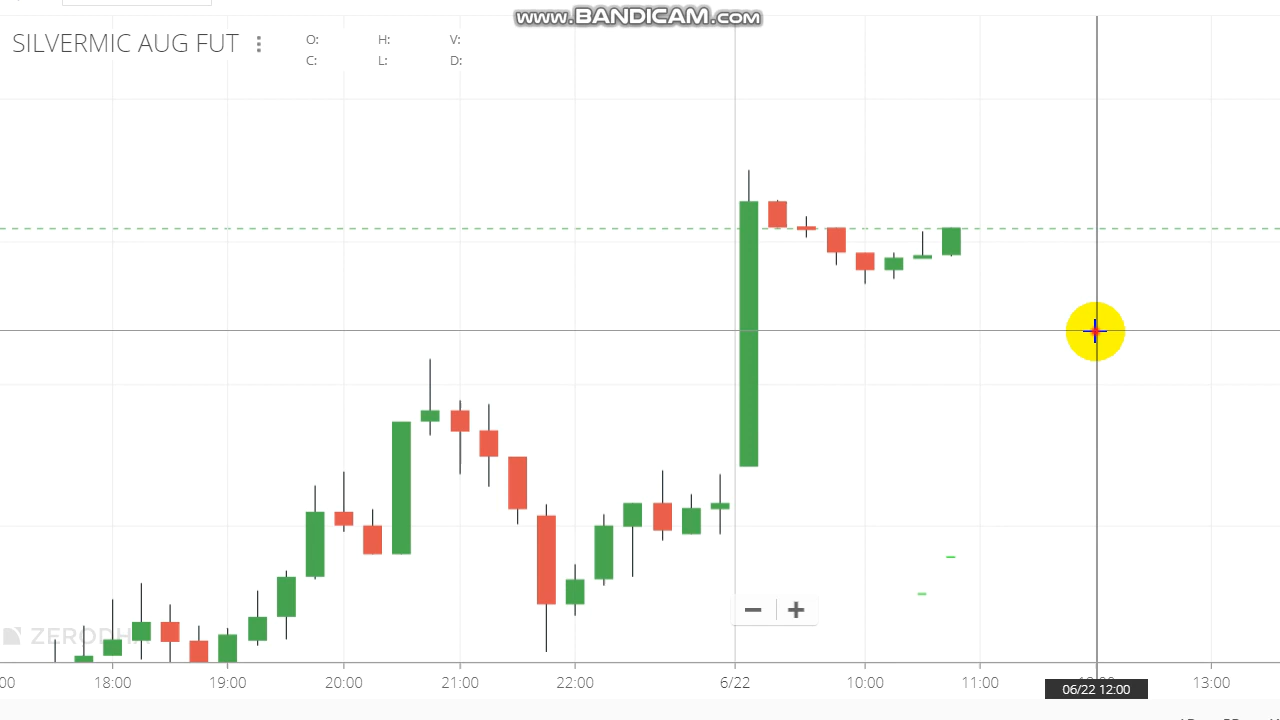 www.BANDICAM.com
SILVERMIC AUG FUT
O: H: V:
C: L: D:
ZERODHA
18:00 19:00 20:00 21:00 22:00 6/22 10:00 11:00 13:00
06/22 12:00